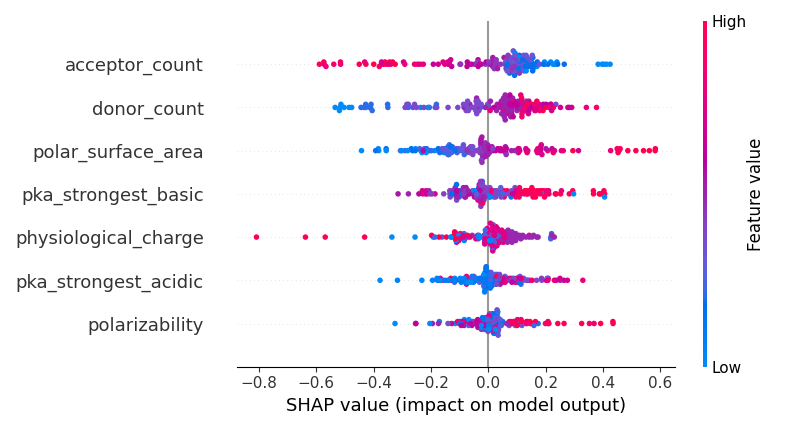 High
acceptor_count
donor_count
polar_surface_area
pka_strongest_basic
physiological_charge
pka_strongest_acidic
polarizability
Feature value
Low
−0.8 −0.6 −0.4 −0.2 0.0 0.2 0.4 0.6
SHAP value (impact on model output)